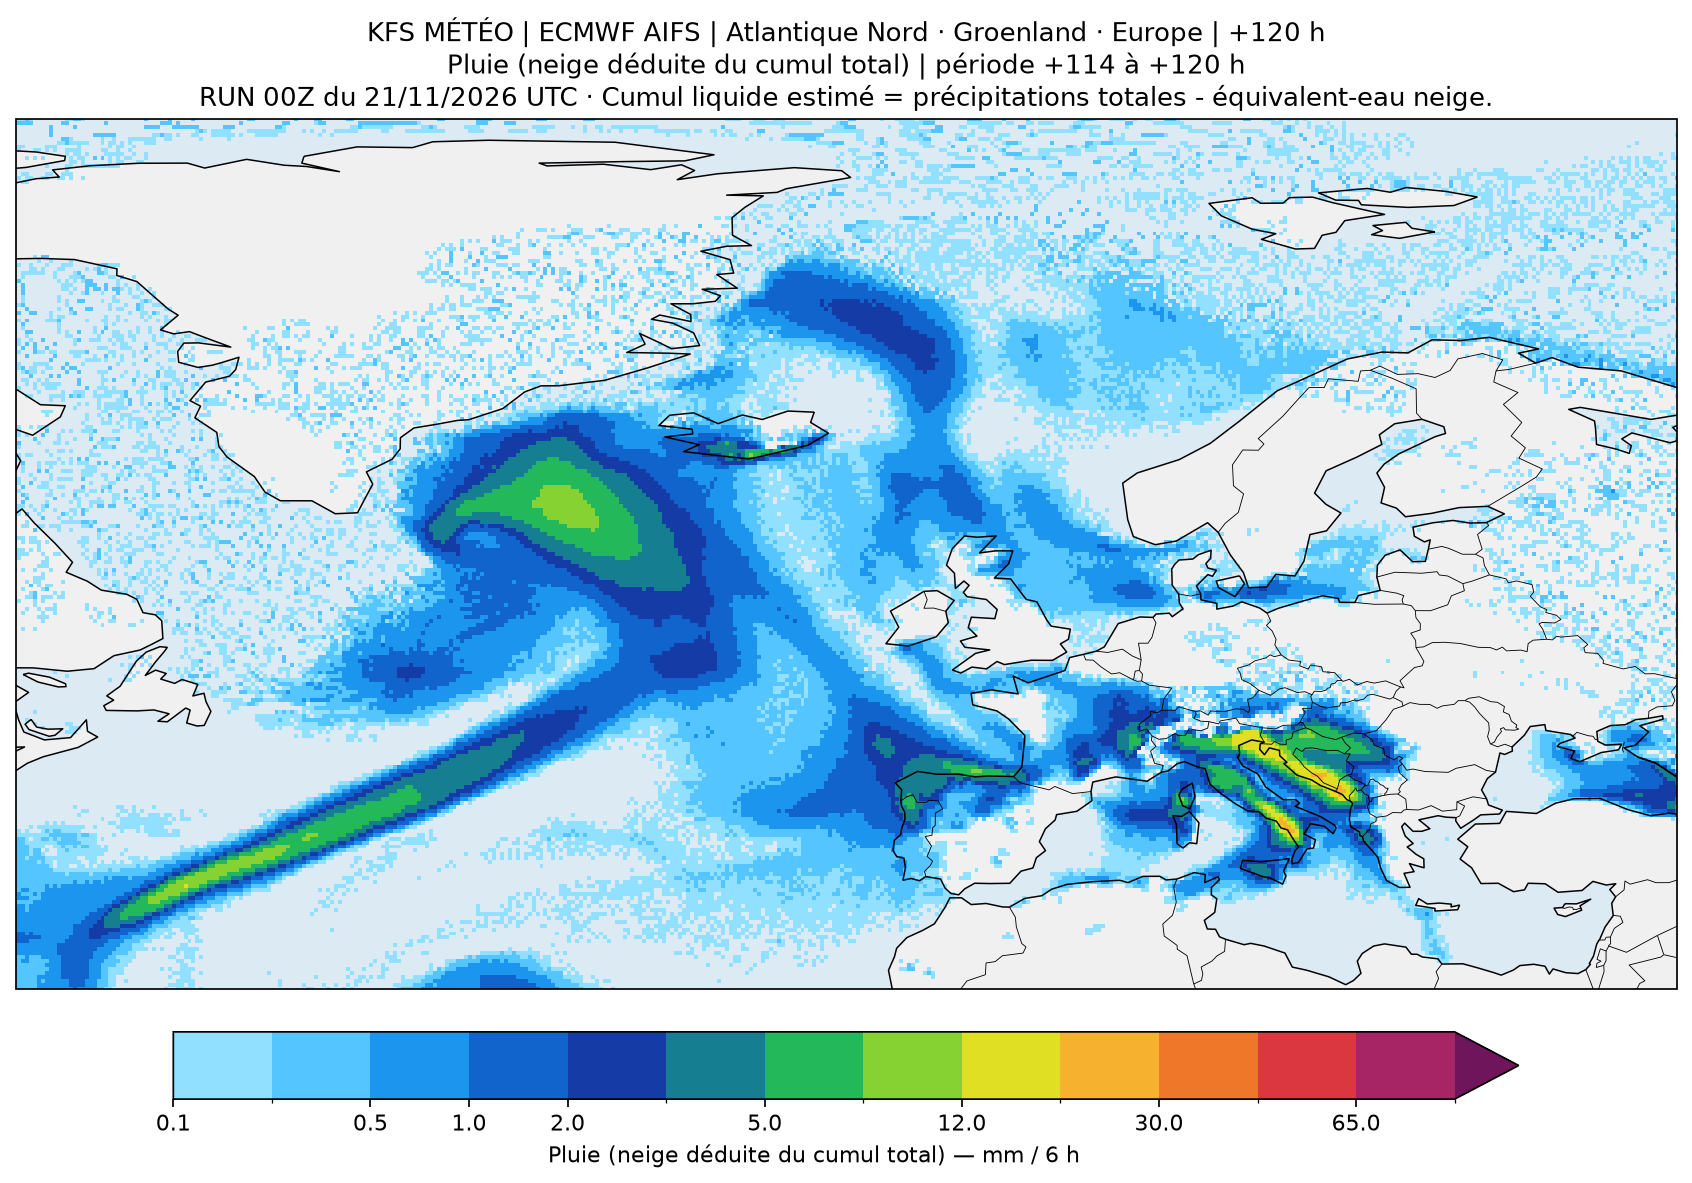 KFS MÉTÉO | ECMWF AIFS | Atlantique Nord · Groenland · Europe | +120 h
Pluie (neige déduite du cumul total) | période +114 à +120 h
RUN 00Z du 21/11/2026 UTC · Cumul liquide estimé = précipitations totales - équivalent-eau neige.
0.1 0.5 1.0 2.0 5.0 12.0 30.0 65.0
Pluie (neige déduite du cumul total) — mm / 6 h